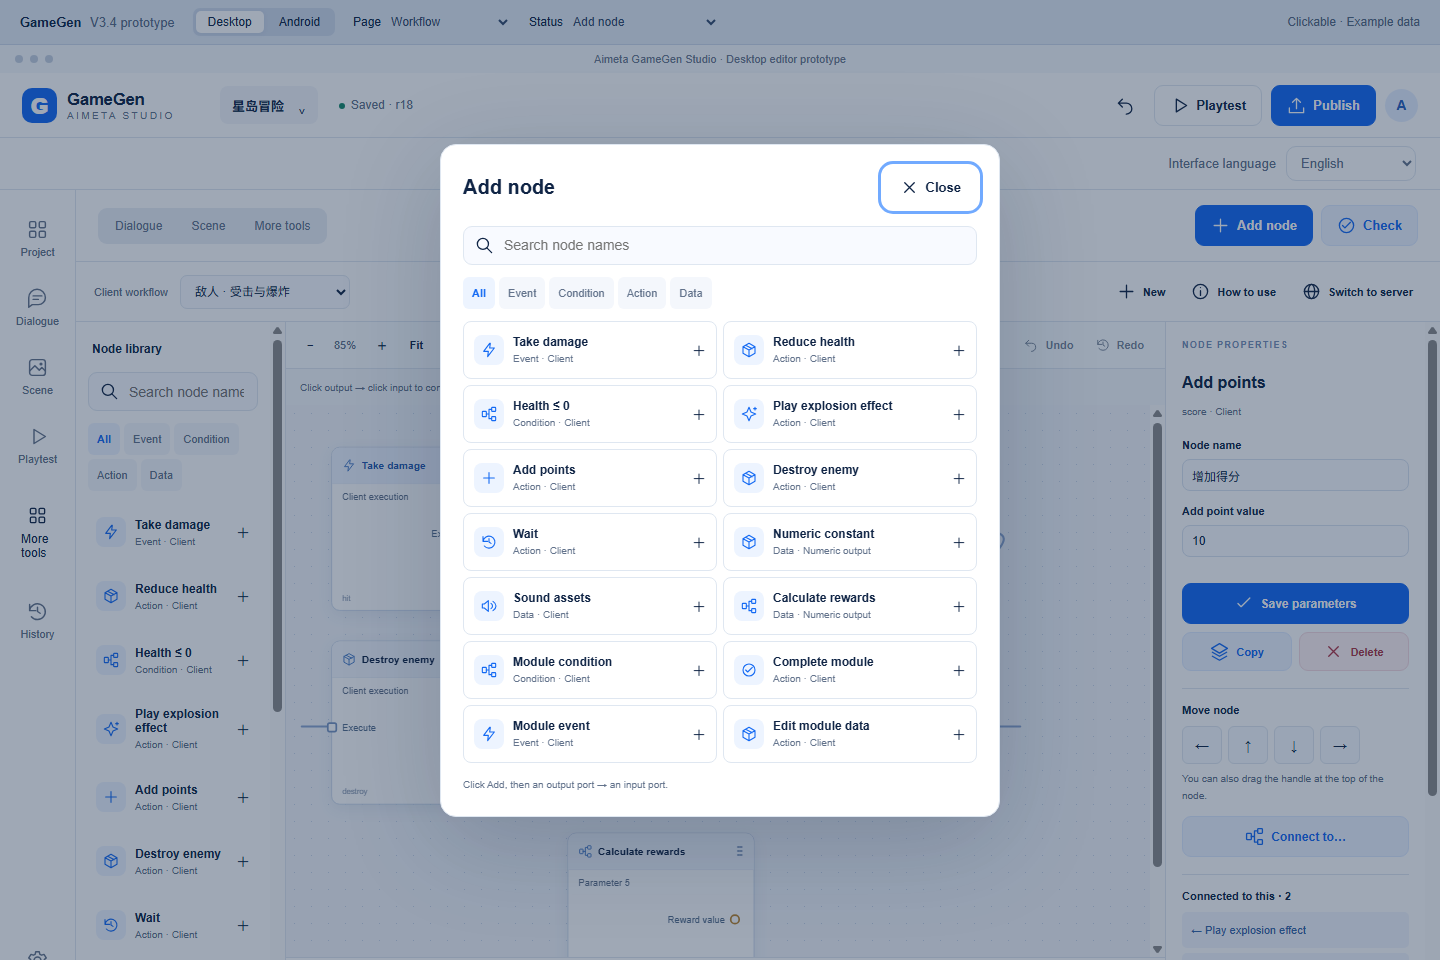 GameGen V3.4 prototype Desktop Android Page Workflow Status Add node Clickable · Example data
Aimeta GameGen Studio · Desktop editor prototype
G GameGen
AIMETA STUDIO
星岛冒险
Saved · r18
Playtest
Publish
A
Interface language English
Project
Dialogue
Scene
Playtest
More
tools
History
Dialogue Scene More tools
Add node
Check
Client workflow 敌人 · 受击与爆炸
New How to use Switch to server
Node library
Search node name
All Event Condition
Action Data
Take damage
Event · Client
Reduce health
Action · Client
Health ≤ 0
Condition · Client
Play explosion
effect
Action · Client
Add points
Action · Client
Destroy enemy
Action · Client
Wait
Action · Client
− 85% + Fit
Undo Redo
Click output → click input to
Take damage
Client execution
hit
Destroy enemy
Client execution
Execute
destroy
Calculate rewards
Parameter 5
Reward value
Add node
Close
Search node names
All Event Condition Action Data
Take damage
Event · Client
Reduce health
Action · Client
Health ≤ 0
Condition · Client
Play explosion effect
Action · Client
Add points
Action · Client
Destroy enemy
Action · Client
Wait
Action · Client
Numeric constant
Data · Numeric output
Sound assets
Data · Client
Calculate rewards
Data · Numeric output
Module condition
Condition · Client
Complete module
Action · Client
Module event
Event · Client
Edit module data
Action · Client
Click Add, then an output port → an input port.
NODE PROPERTIES
Add points
score · Client
Node name
增加得分
Add point value
10
Save parameters
Copy Delete
Move node
← ↑ ↓ →
You can also drag the handle at the top of the
node.
Connect to…
Connected to this · 2
← Play explosion effect